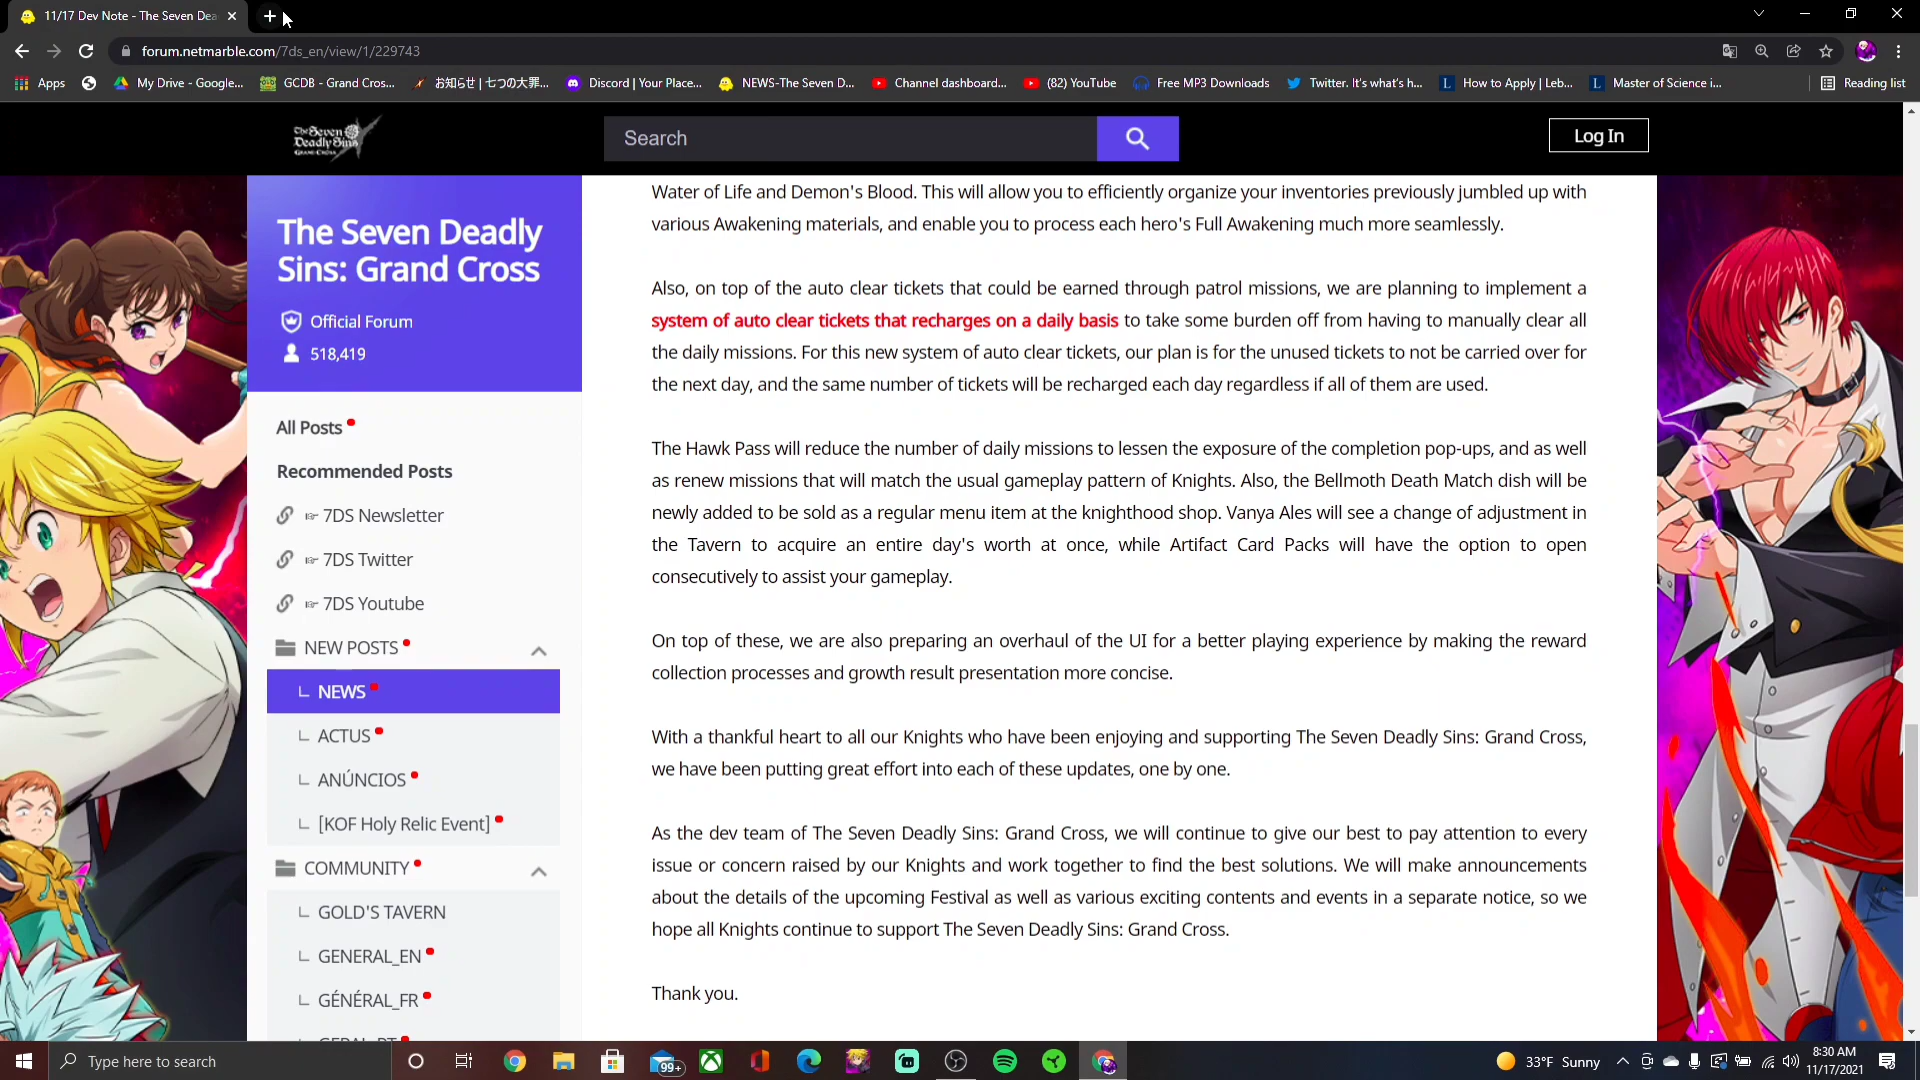 11/17 Dev Note - The Seven Dea
forum.netmarble.com/7ds_en/view/1/229743
Apps
My Drive - Google...
GCDB - Grand Cros...
お知らせ | 七つの大罪...
Discord | Your Place...
NEWS-The Seven D...
Channel dashboard...
(82) YouTube
Free MP3 Downloads
Twitter. It's what's h...
How to Apply | Leb...
Master of Science i...
Reading list
The Seven
Deadly Sins
GRAND CROSS
Search
Log In
The Seven Deadly
Sins: Grand Cross
Official Forum
518,419
All Posts
Recommended Posts
☞ 7DS Newsletter
☞ 7DS Twitter
☞ 7DS Youtube
NEW POSTS
NEWS
ACTUS
ANÚNCIOS
[KOF Holy Relic Event]
COMMUNITY
GOLD'S TAVERN
GENERAL_EN
GÉNÉRAL_FR
Water of Life and Demon's Blood. This will allow you to efficiently organize your inventories previously jumbled up with
various Awakening materials, and enable you to process each hero's Full Awakening much more seamlessly.
Also, on top of the auto clear tickets that could be earned through patrol missions, we are planning to implement a
system of auto clear tickets that recharges on a daily basis to take some burden off from having to manually clear all
the daily missions. For this new system of auto clear tickets, our plan is for the unused tickets to not be carried over for
the next day, and the same number of tickets will be recharged each day regardless if all of them are used.
The Hawk Pass will reduce the number of daily missions to lessen the exposure of the completion pop-ups, and as well
as renew missions that will match the usual gameplay pattern of Knights. Also, the Bellmoth Death Match dish will be
newly added to be sold as a regular menu item at the knighthood shop. Vanya Ales will see a change of adjustment in
the Tavern to acquire an entire day's worth at once, while Artifact Card Packs will have the option to open
consecutively to assist your gameplay.
On top of these, we are also preparing an overhaul of the UI for a better playing experience by making the reward
collection processes and growth result presentation more concise.
With a thankful heart to all our Knights who have been enjoying and supporting The Seven Deadly Sins: Grand Cross,
we have been putting great effort into each of these updates, one by one.
As the dev team of The Seven Deadly Sins: Grand Cross, we will continue to give our best to pay attention to every
issue or concern raised by our Knights and work together to find the best solutions. We will make announcements
about the details of the upcoming Festival as well as various exciting contents and events in a separate notice, so we
hope all Knights continue to support The Seven Deadly Sins: Grand Cross.
Thank you.
Type here to search
99+
33°F Sunny
8:30 AM
11/17/2021